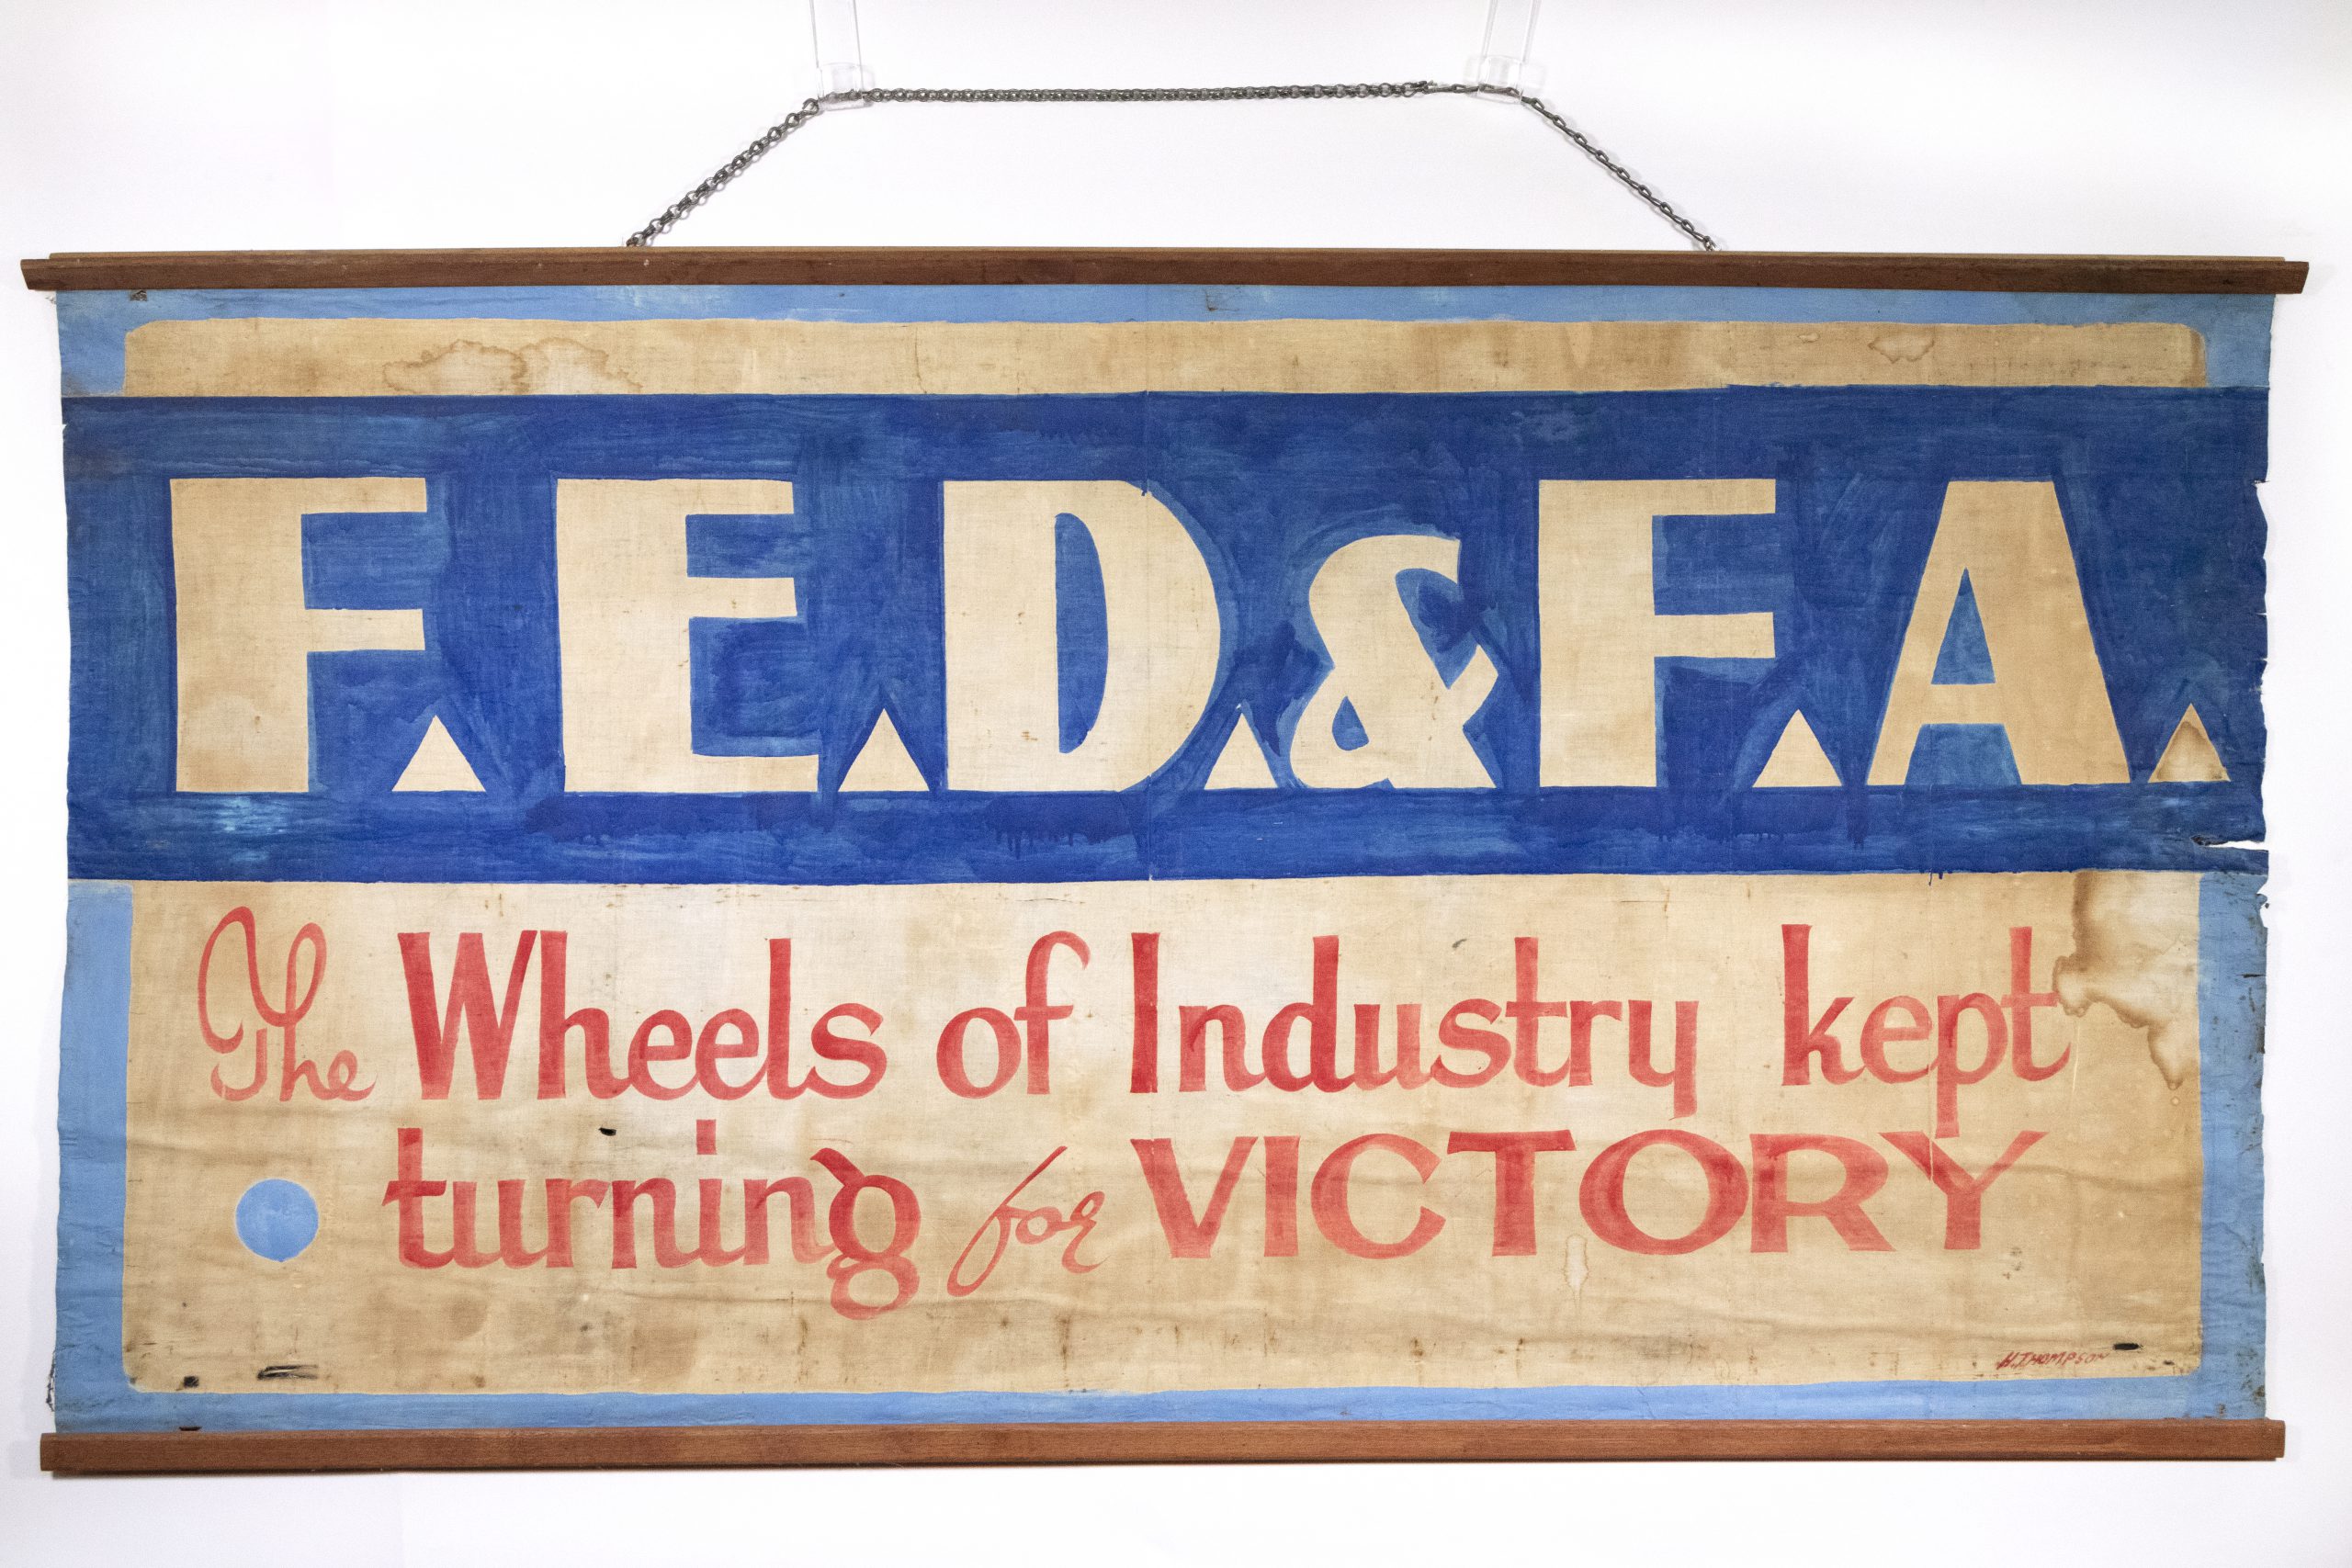 F.E.D.&F.A.
The Wheels of Industry kept
turning for VICTORY
H.THOMPSON